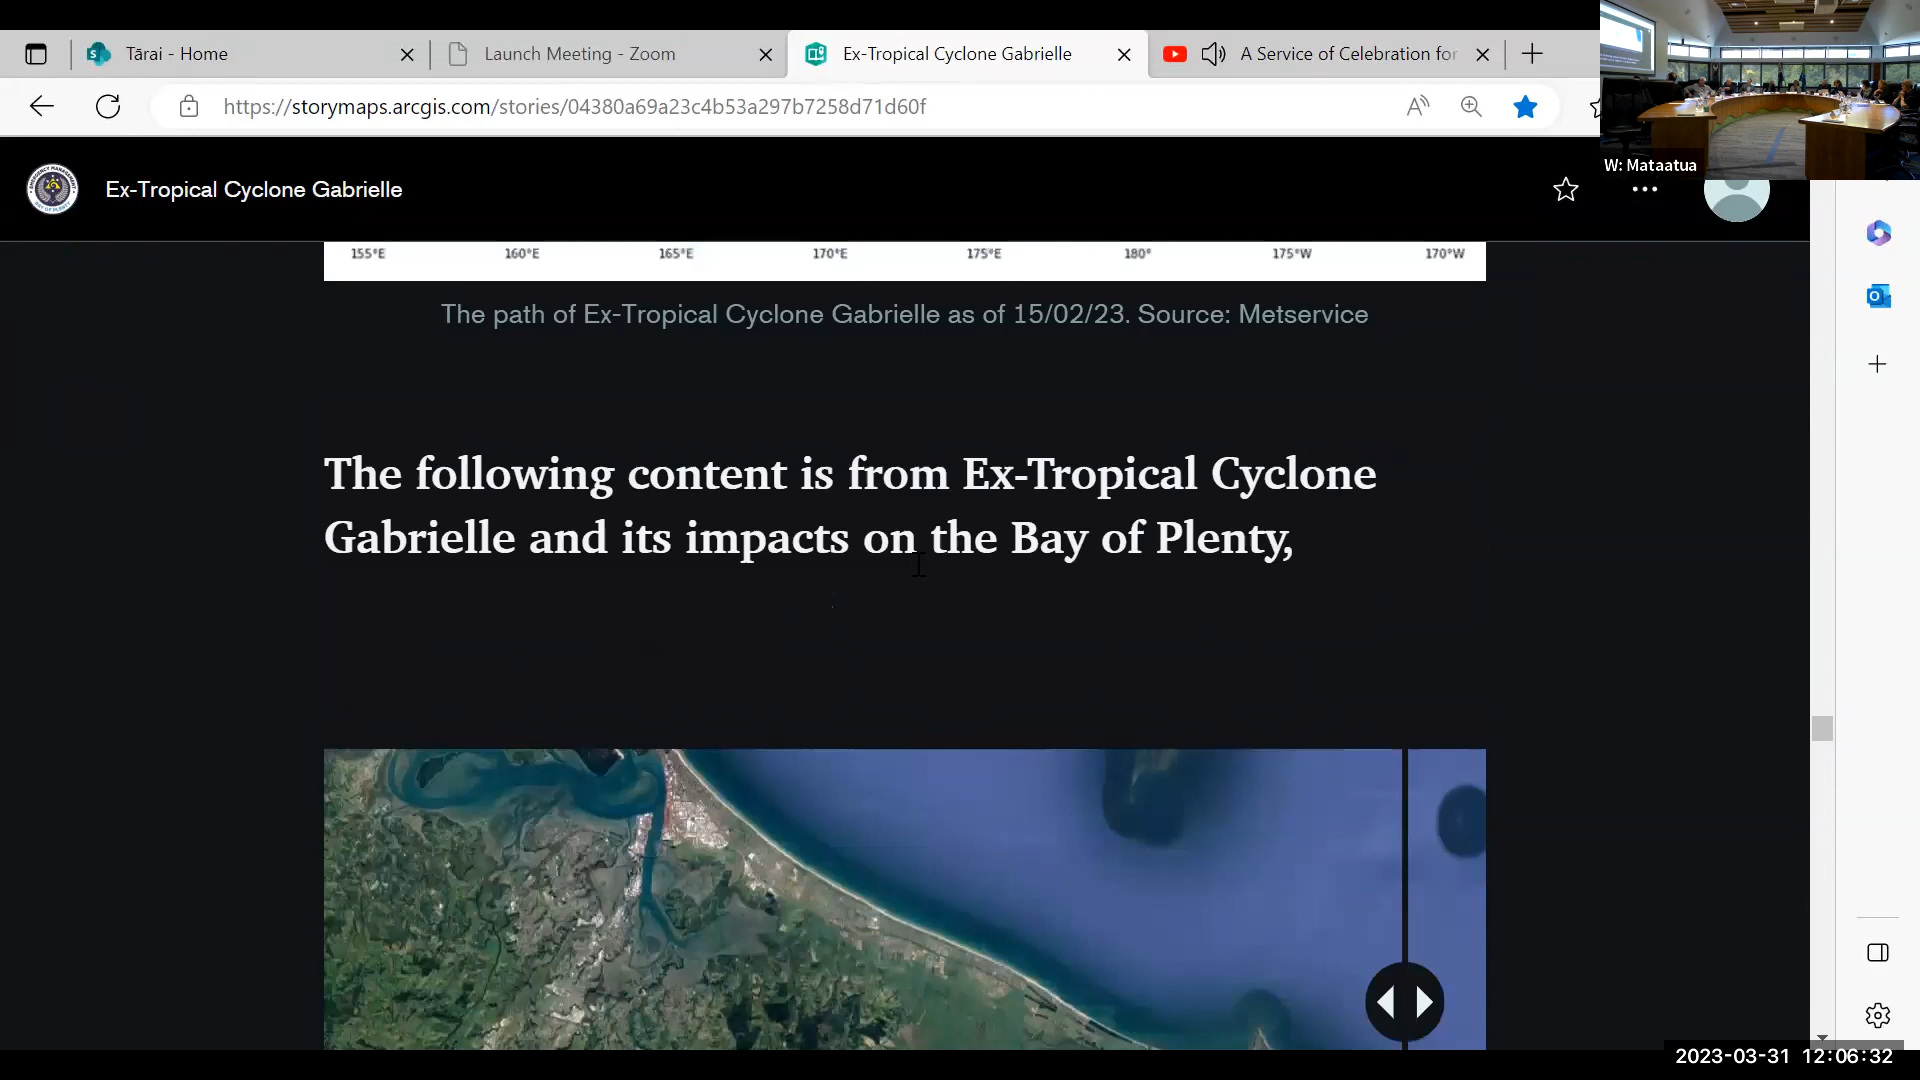 Tārai - Home
Launch Meeting - Zoom
Ex-Tropical Cyclone Gabrielle
A Service of Celebration for
https://storymaps.arcgis.com/stories/04380a69a23c4b53a297b7258d71d60f
W: Mataatua
Ex-Tropical Cyclone Gabrielle
155°E 160°E 165°E 170°E 175°E 180° 175°W 170°W
The path of Ex-Tropical Cyclone Gabrielle as of 15/02/23. Source: Metservice
The following content is from Ex-Tropical Cyclone
Gabrielle and its impacts on the Bay of Plenty,
2023-03-31 12:06:32